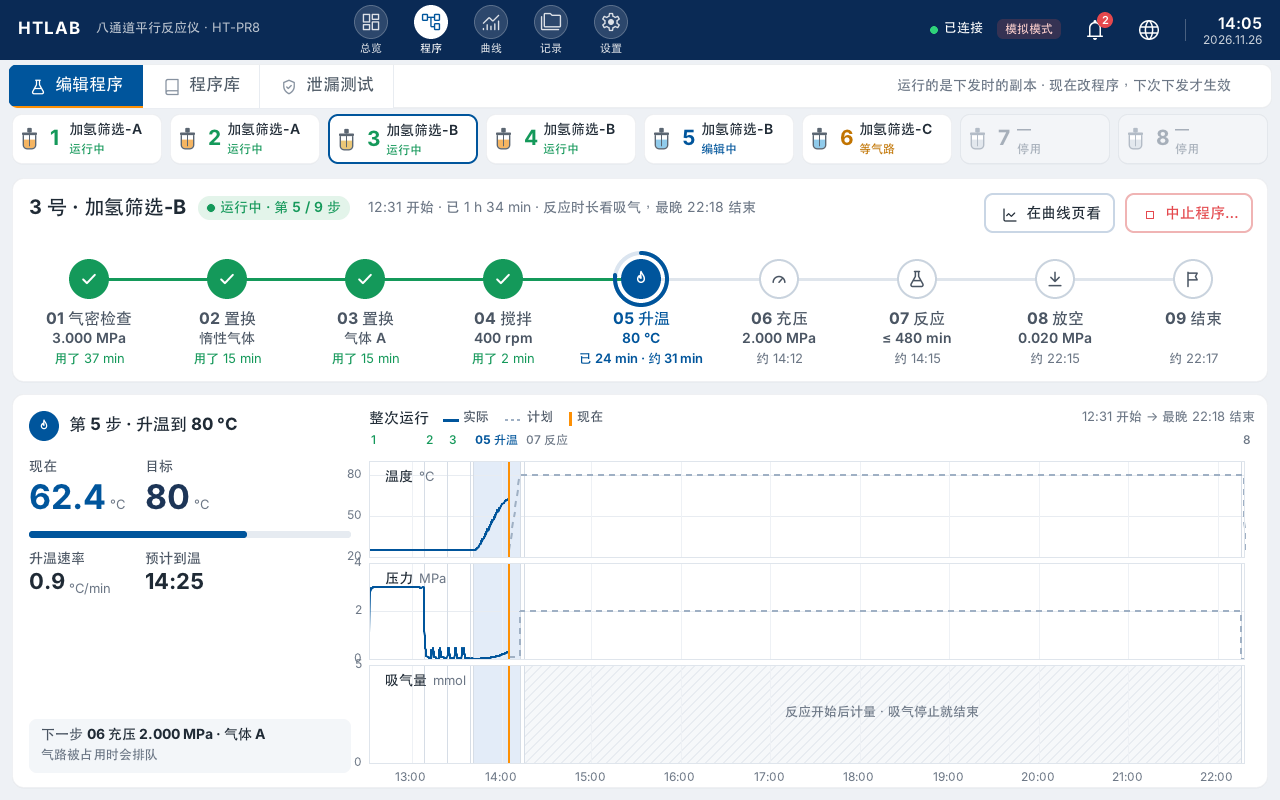 HTLAB 八通道平行反应仪 · HT-PR8
总览 程序 曲线 记录 设置
已连接 模拟模式 2 14:05
2026.11.26
编辑程序 程序库 泄漏测试 运行的是下发时的副本 · 现在改程序，下次下发才生效
1 加氢筛选-A 运行中
2 加氢筛选-A 运行中
3 加氢筛选-B 运行中
4 加氢筛选-B 运行中
5 加氢筛选-B 编辑中
6 加氢筛选-C 等气路
7 — 停用
8 — 停用
3 号 · 加氢筛选-B 运行中 · 第 5 / 9 步 12:31 开始 · 已 1 h 34 min · 反应时长看吸气，最晚 22:18 结束 在曲线页看 中止程序...
01 气密检查 02 置换 03 置换 04 搅拌 05 升温 06 充压 07 反应 08 放空 09 结束
3.000 MPa 惰性气体 气体 A 400 rpm 80 °C 2.000 MPa ≤ 480 min 0.020 MPa
用了 37 min 用了 15 min 用了 15 min 用了 2 min 已 24 min · 约 31 min 约 14:12 约 14:15 约 22:15 约 22:17
第 5 步 · 升温到 80 °C
现在 目标
62.4 °C 80 °C
升温速率 预计到温
0.9 °C/min 14:25
下一步 06 充压 2.000 MPa · 气体 A
气路被占用时会排队
整次运行 实际 计划 现在 12:31 开始 → 最晚 22:18 结束
1 2 3 05 升温 07 反应 8
温度 °C
80
50
20
压力 MPa
4
2
0
吸气量 mmol
5
反应开始后计量 · 吸气停止就结束
0
13:00 14:00 15:00 16:00 17:00 18:00 19:00 20:00 21:00 22:00